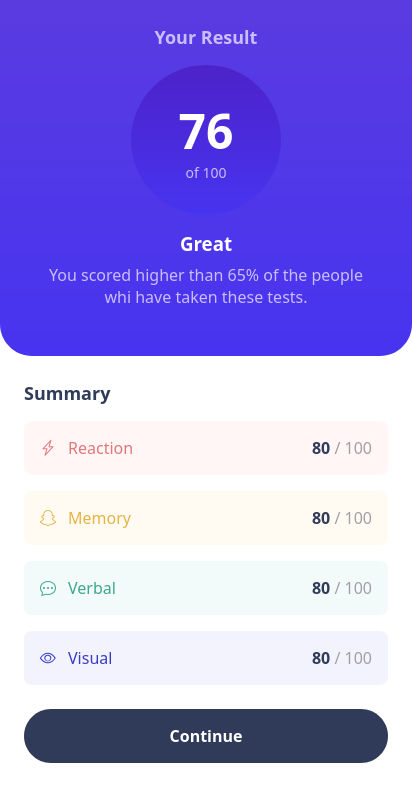 Your Result
76
of 100
Great
You scored higher than 65% of the people
whi have taken these tests.
Summary
Reaction 80 / 100
Memory 80 / 100
Verbal 80 / 100
Visual 80 / 100
Continue